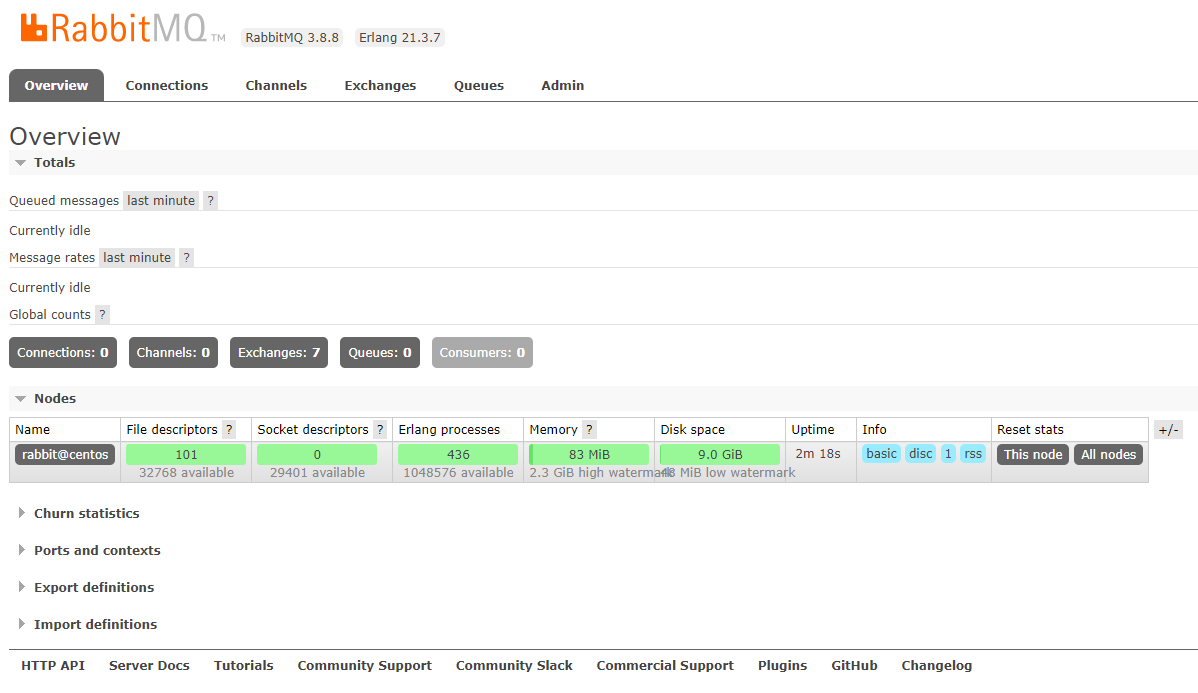 RabbitMQ TM RabbitMQ 3.8.8 Erlang 21.3.7
Overview Connections Channels Exchanges Queues Admin
Overview
Totals
Queued messages last minute ?
Currently idle
Message rates last minute ?
Currently idle
Global counts ?
Connections: 0 Channels: 0 Exchanges: 7 Queues: 0 Consumers: 0
Nodes
Name File descriptors ? Socket descriptors ? Erlang processes Memory ? Disk space Uptime Info Reset stats +/-
rabbit@centos 101 0 436 83 MiB 9.0 GiB 2m 18s basic disc 1 rss This node All nodes
32768 available 29401 available 1048576 available 2.3 GiB high watermark 48 MiB low watermark
Churn statistics
Ports and contexts
Export definitions
Import definitions
HTTP API Server Docs Tutorials Community Support Community Slack Commercial Support Plugins GitHub Changelog